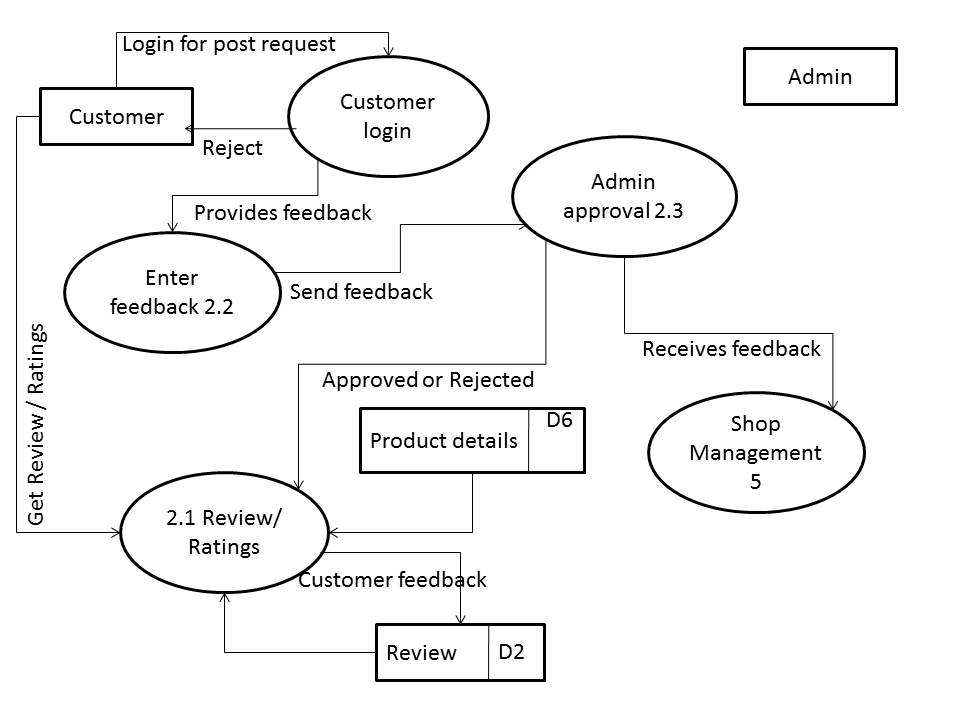 Login for post request
Admin
Customer
Customer
login
Reject
Admin
approval 2.3
Provides feedback
Enter
feedback 2.2
Send feedback
Receives feedback
Get Review / Ratings
Approved or Rejected
Product details
D6
Shop
Management
5
2.1 Review/
Ratings
Customer feedback
Review
D2